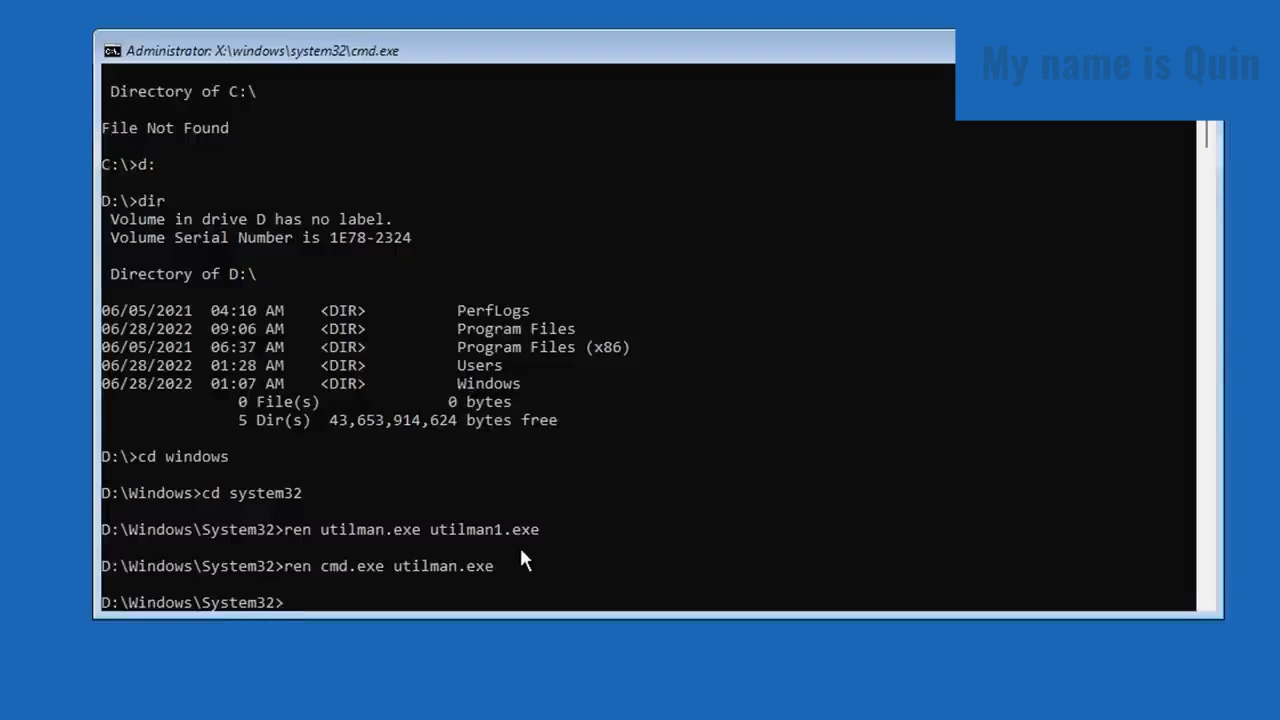 Administrator: X:\windows\system32\cmd.exe
My name is Quin
Directory of C:\
File Not Found
C:\>d:
D:\>dir
Volume in drive D has no label.
Volume Serial Number is 1E78-2324
Directory of D:\
06/05/2021  04:10 AM    <DIR>          PerfLogs
06/28/2022  09:06 AM    <DIR>          Program Files
06/05/2021  06:37 AM    <DIR>          Program Files (x86)
06/28/2022  01:28 AM    <DIR>          Users
06/28/2022  01:07 AM    <DIR>          Windows
0 File(s)              0 bytes
5 Dir(s)  43,653,914,624 bytes free
D:\>cd windows
D:\Windows>cd system32
D:\Windows\System32>ren utilman.exe utilman1.exe
D:\Windows\System32>ren cmd.exe utilman.exe
D:\Windows\System32>